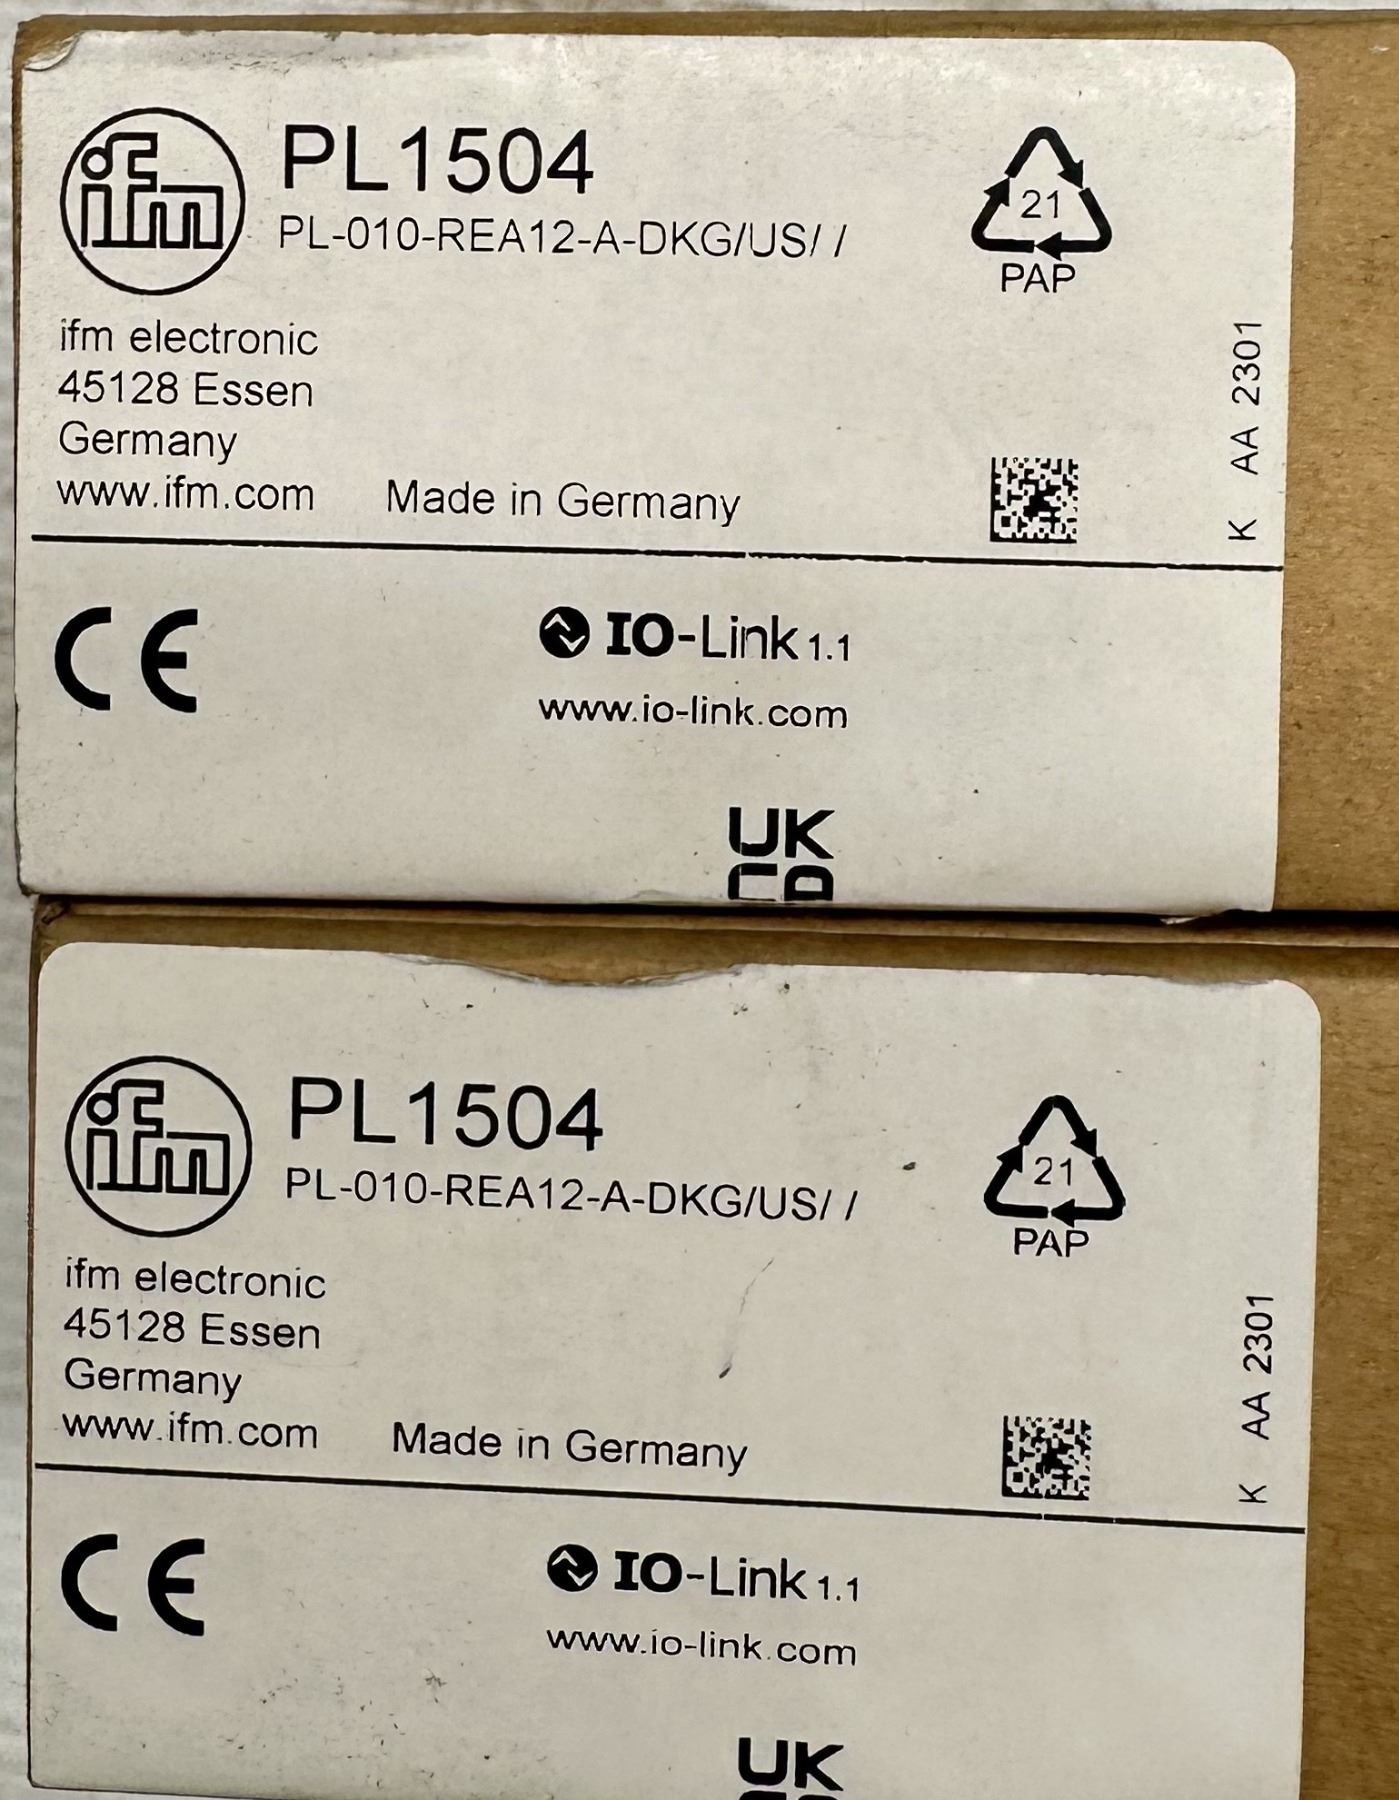 ifm
PL1504
PL-010-REA12-A-DKG/US/ /
21
PAP
ifm electronic
45128 Essen
Germany
www.ifm.com Made in Germany
K AA 2301
CE
IO-Link 1.1
www.io-link.com
UK
CA
ifm
PL1504
PL-010-REA12-A-DKG/US/ /
21
PAP
ifm electronic
45128 Essen
Germany
www.ifm.com Made in Germany
K AA 2301
CE
IO-Link 1.1
www.io-link.com
UK